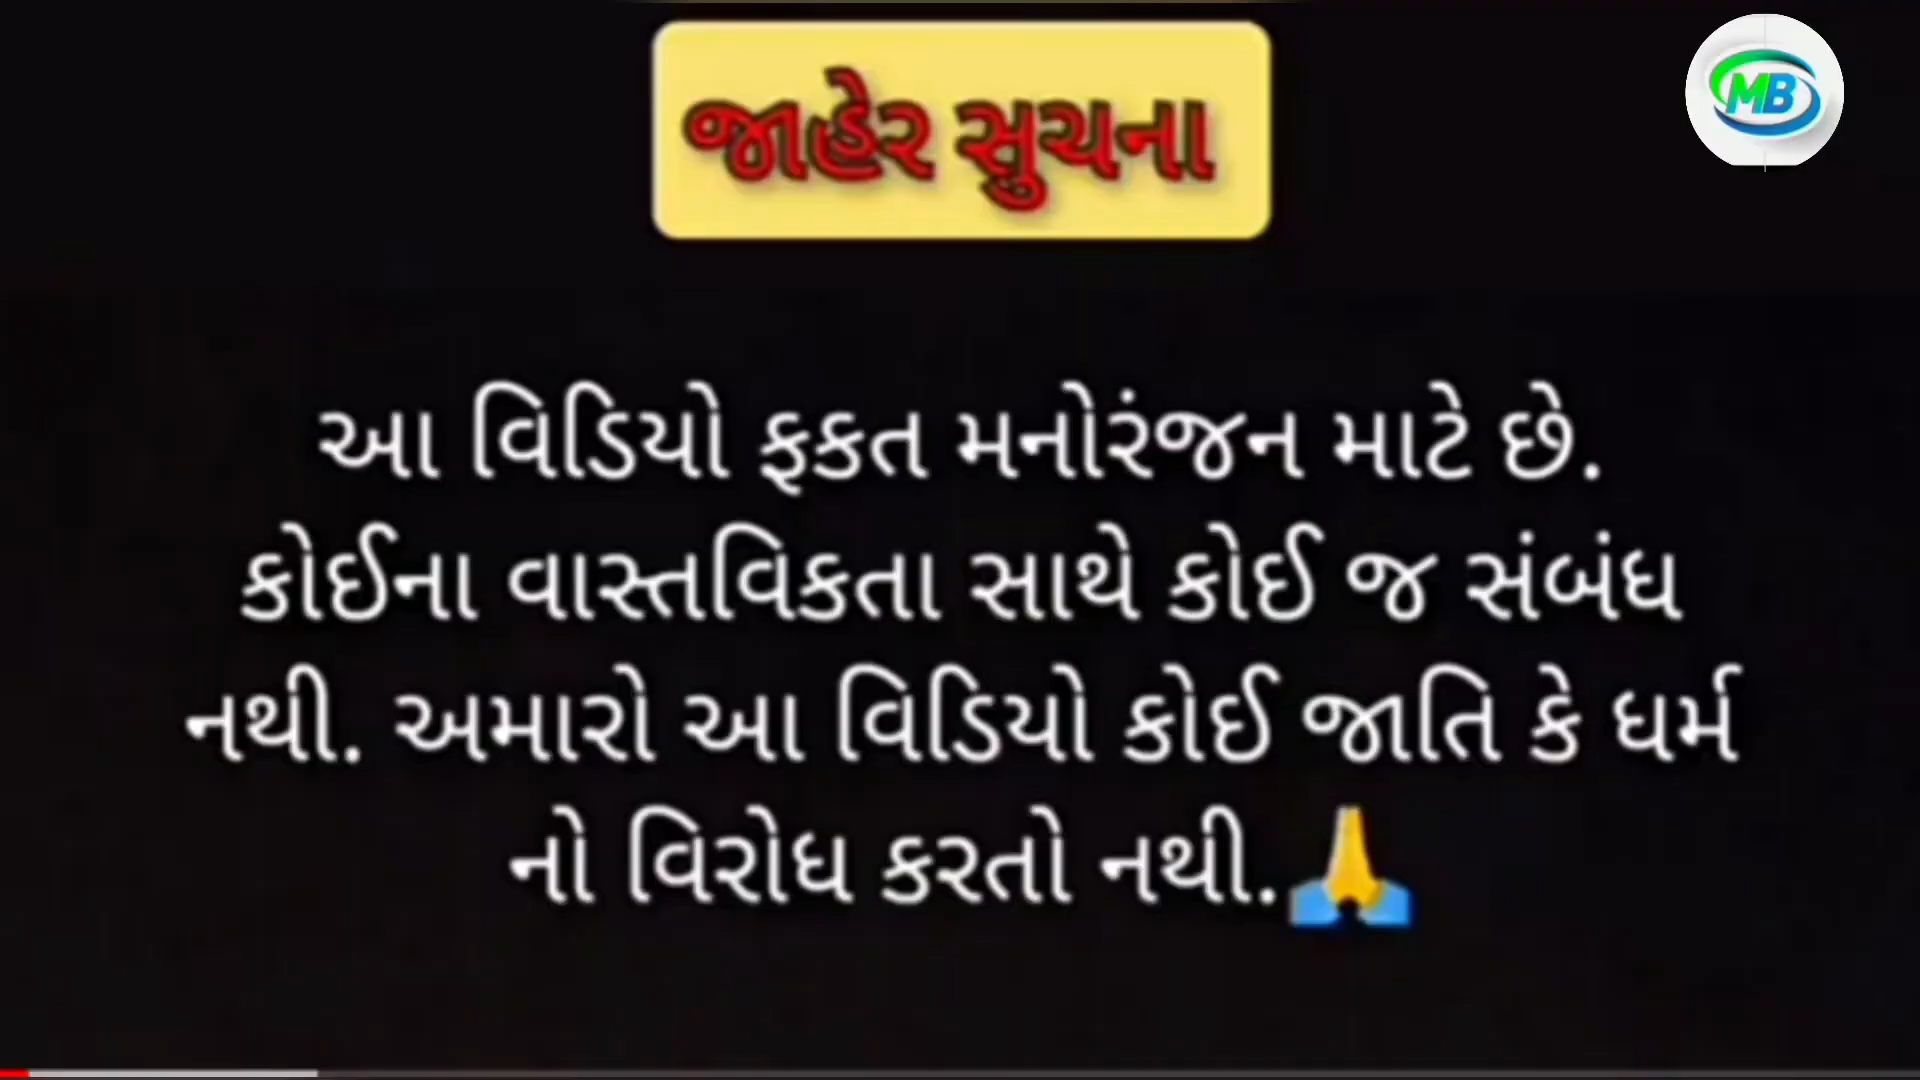 જાહેર સુચના
MB
આ વિડિયો ફકત મનોરંજન માટે છે.
કોઈના વાસ્તવિકતા સાથે કોઈ જ સંબંધ
નથી. અમારો આ વિડિયો કોઈ જાતિ કે ધર્મ
નો વિરોધ કરતો નથી.🙏